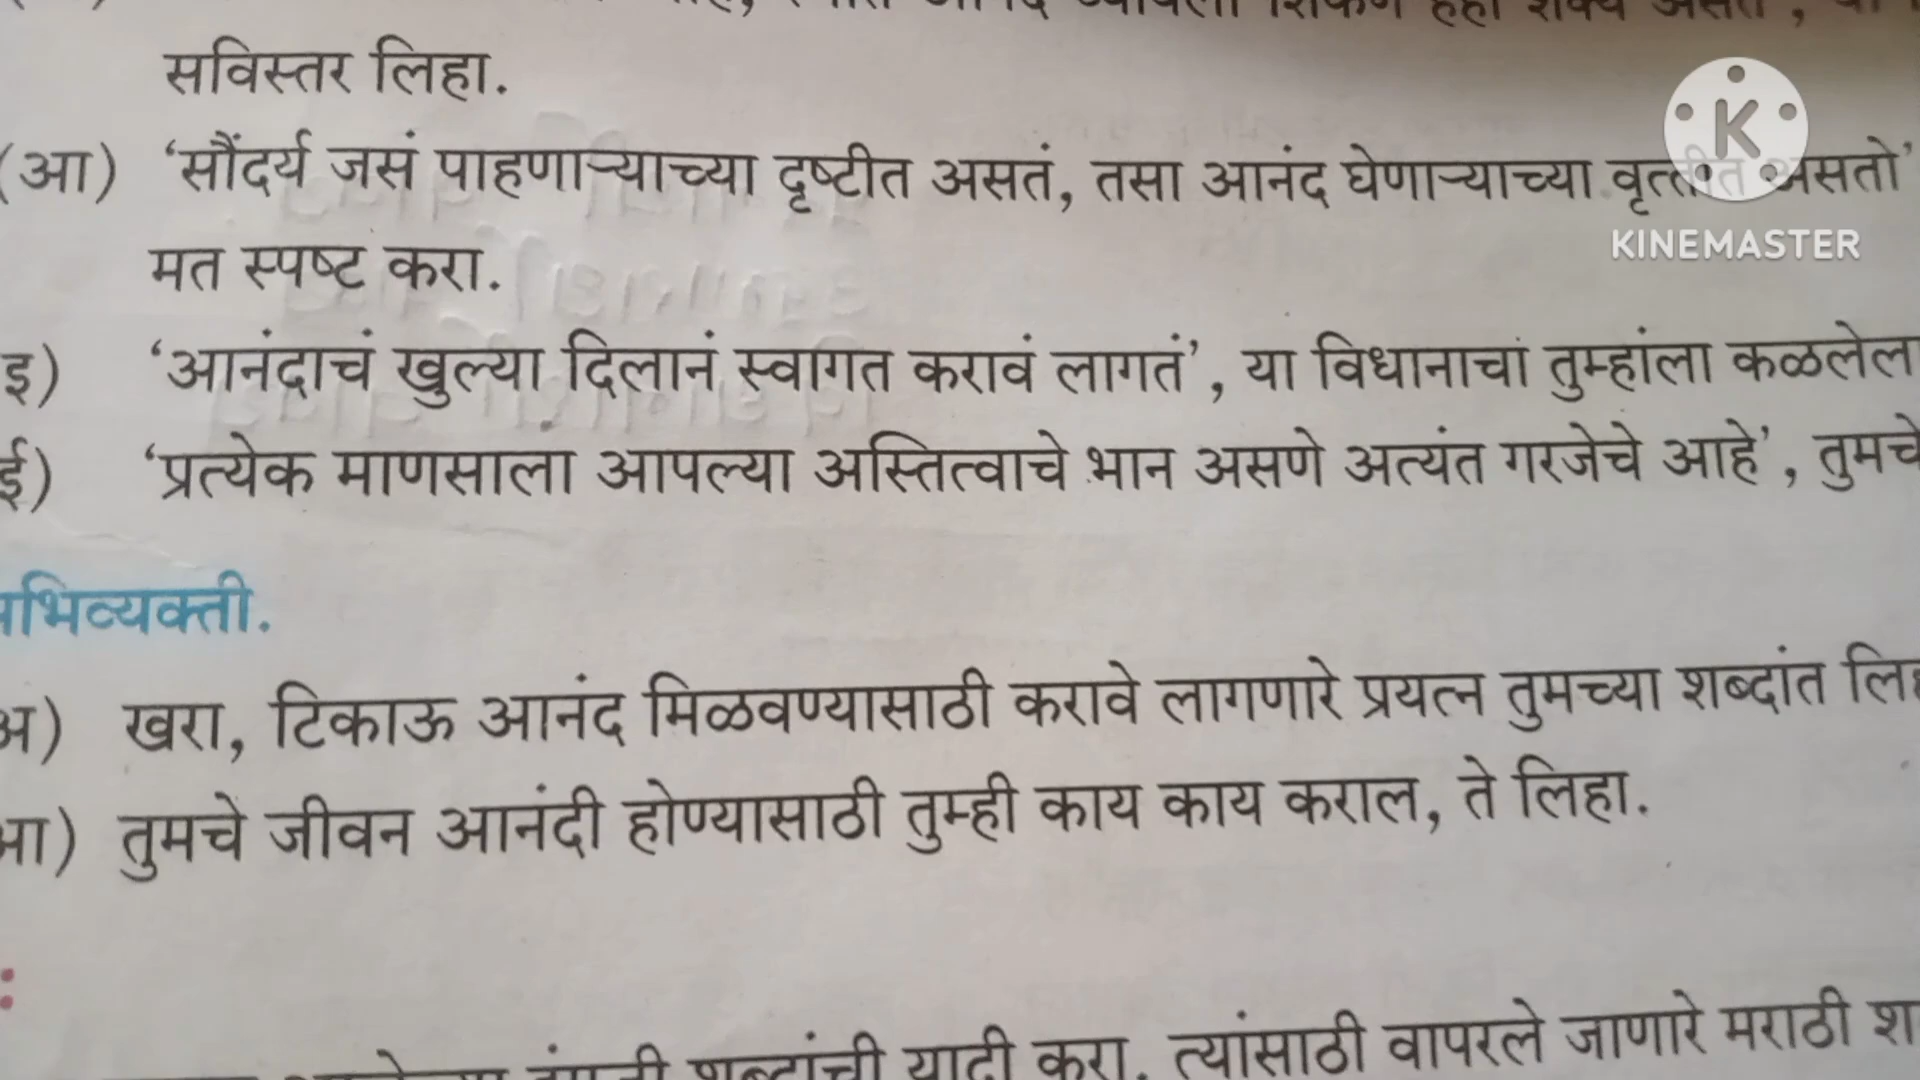 सविस्तर लिहा.
(आ) ‘सौंदर्य जसं पाहणाऱ्याच्या दृष्टीत असतं, तसा आनंद घेणाऱ्याच्या वृत्तीत असतो’
मत स्पष्ट करा.
इ) ‘आनंदाचं खुल्या दिलानं स्वागत करावं लागतं’, या विधानाचा तुम्हांला कळलेला
ई) ‘प्रत्येक माणसाला आपल्या अस्तित्वाचे भान असणे अत्यंत गरजेचे आहे’, तुमचे
भिव्यक्ती.
अ) खरा, टिकाऊ आनंद मिळवण्यासाठी करावे लागणारे प्रयत्न तुमच्या शब्दांत
आ) तुमचे जीवन आनंदी होण्यासाठी तुम्ही काय काय कराल, ते लिहा.
:
शब्दांची यादी करा. त्यांसाठी वापरले जाणारे मराठी
K
KINEMASTER